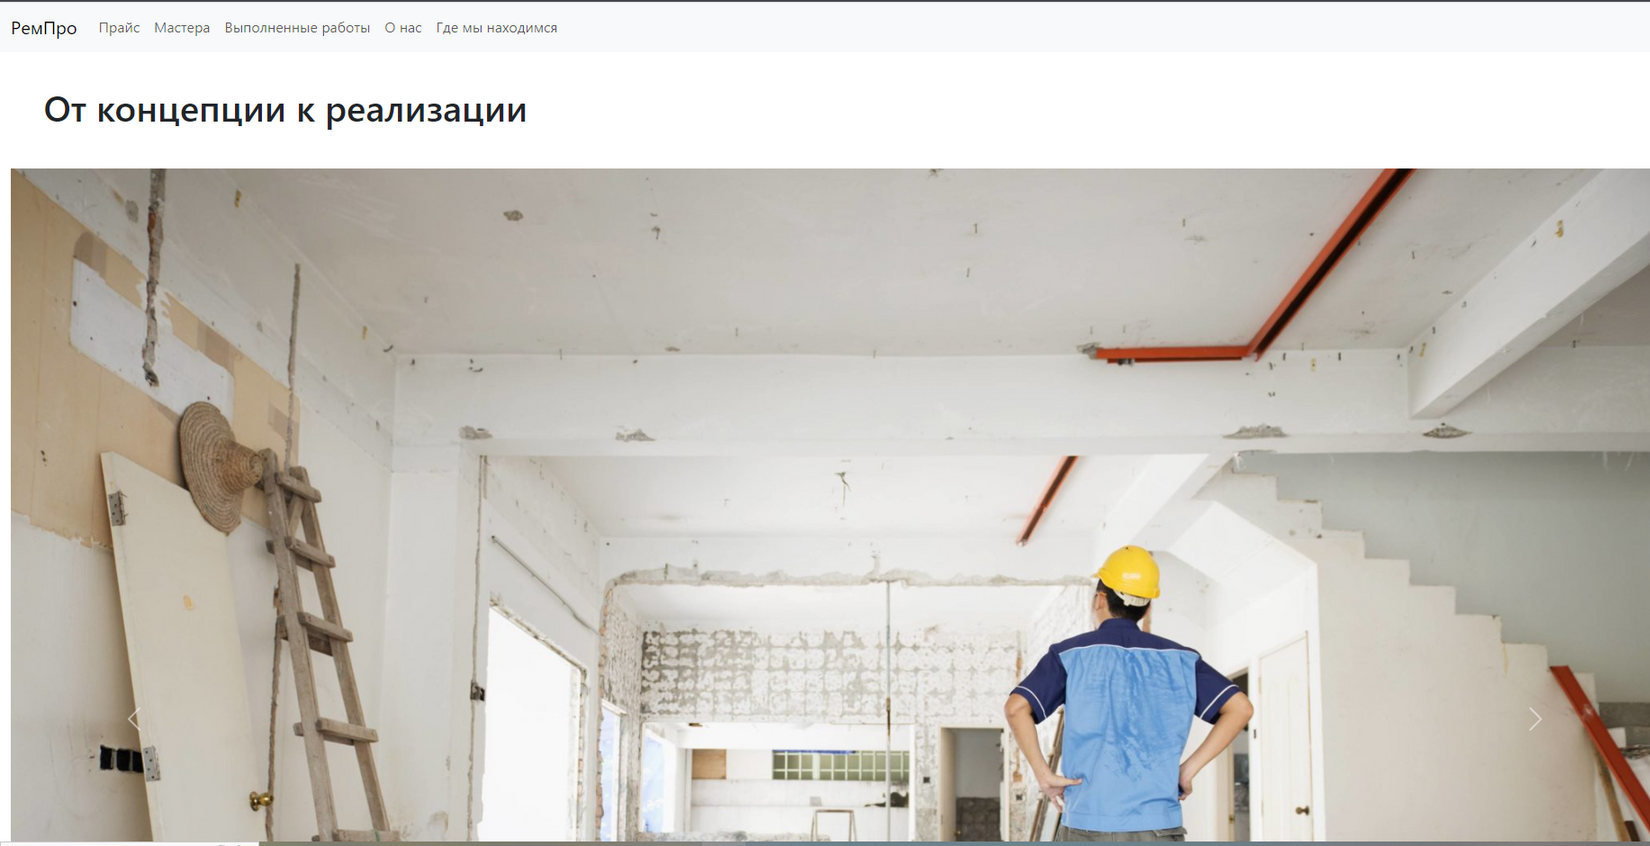 РемПро Прайс Мастера Выполненные работы О нас Где мы находимся
От концепции к реализации